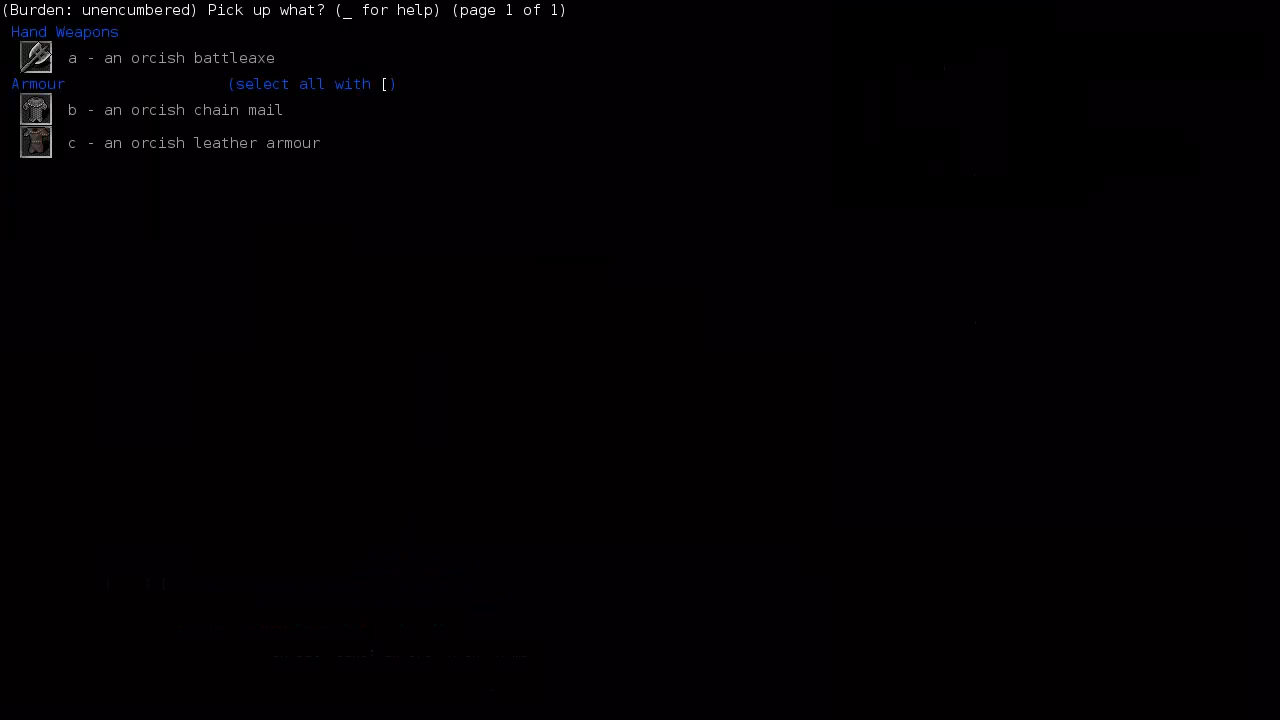 (Burden: unencumbered) Pick up what? (_ for help) (page 1 of 1)
Hand Weapons
a - an orcish battleaxe
Armour (select all with [)
b - an orcish chain mail
c - an orcish leather armour